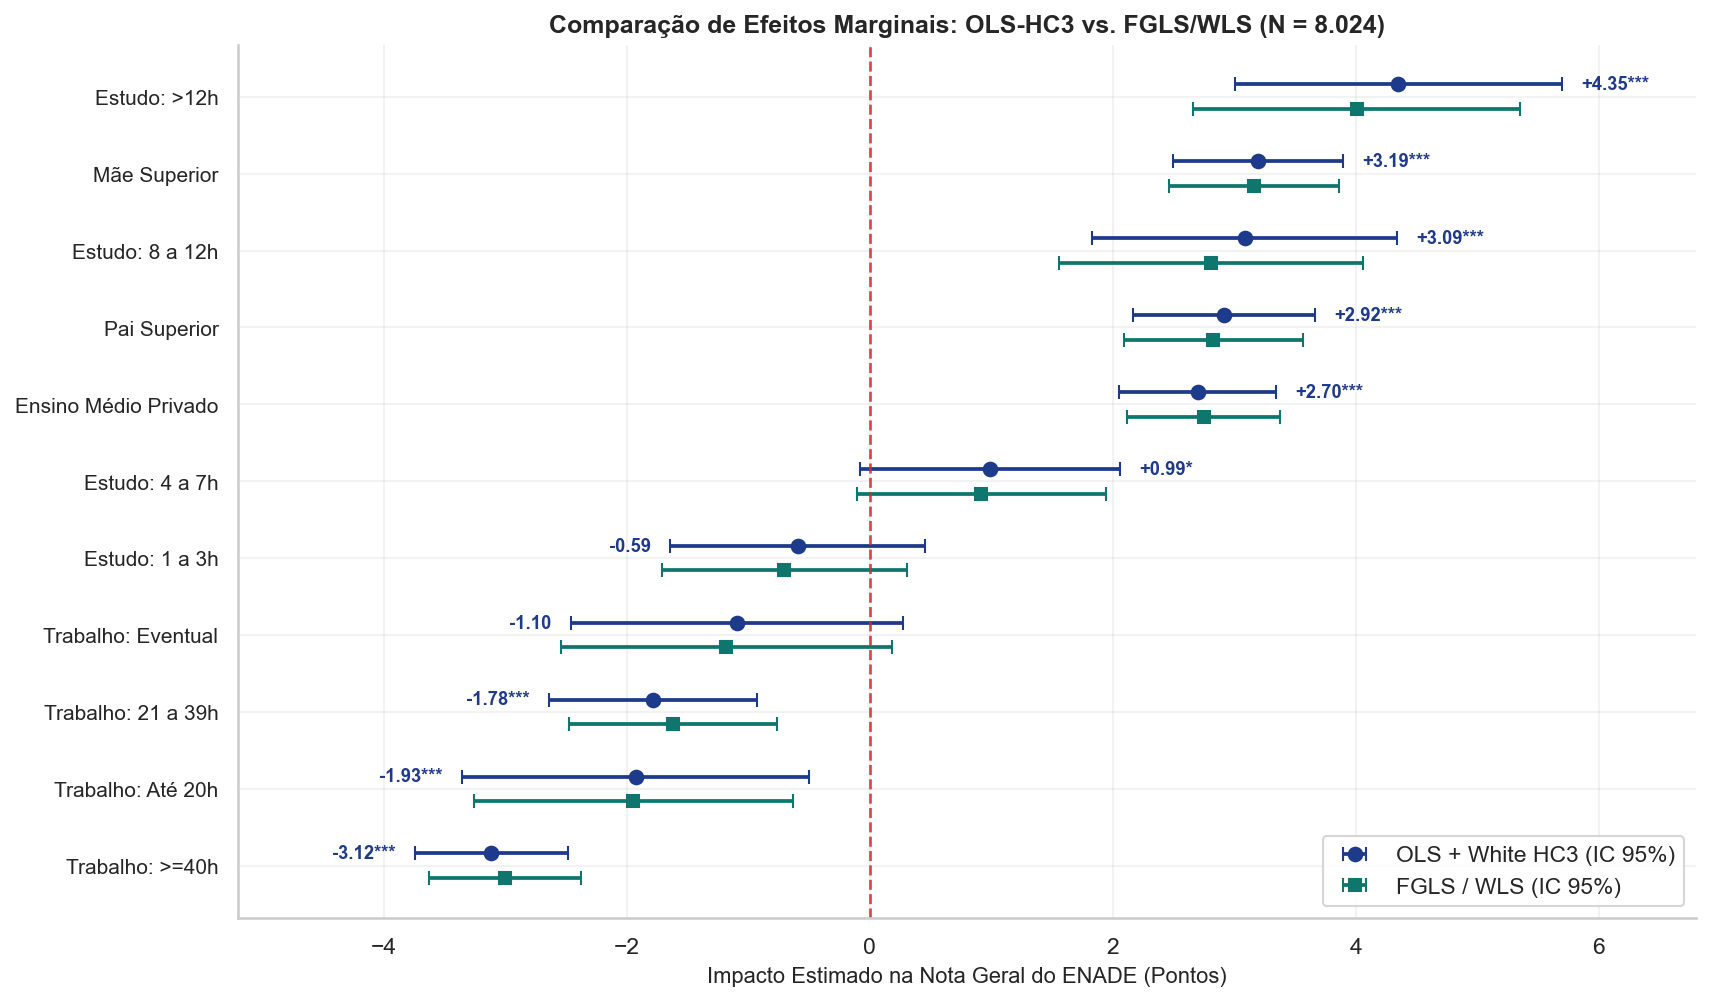 Comparação de Efeitos Marginais: OLS-HC3 vs. FGLS/WLS (N = 8.024)
Estudo: >12h
+4.35***
Mãe Superior
+3.19***
Estudo: 8 a 12h
+3.09***
Pai Superior
+2.92***
Ensino Médio Privado
+2.70***
Estudo: 4 a 7h
+0.99*
Estudo: 1 a 3h
-0.59
Trabalho: Eventual
-1.10
Trabalho: 21 a 39h
-1.78***
Trabalho: Até 20h
-1.93***
Trabalho: >=40h
-3.12***
OLS + White HC3 (IC 95%)
FGLS / WLS (IC 95%)
−4 −2 0 2 4 6
Impacto Estimado na Nota Geral do ENADE (Pontos)